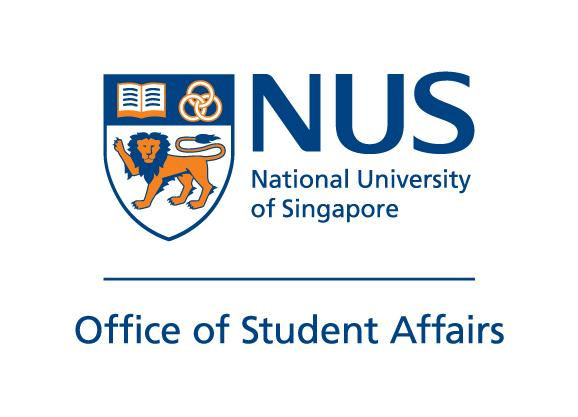 NUS
National University
of Singapore
Office of Student Affairs